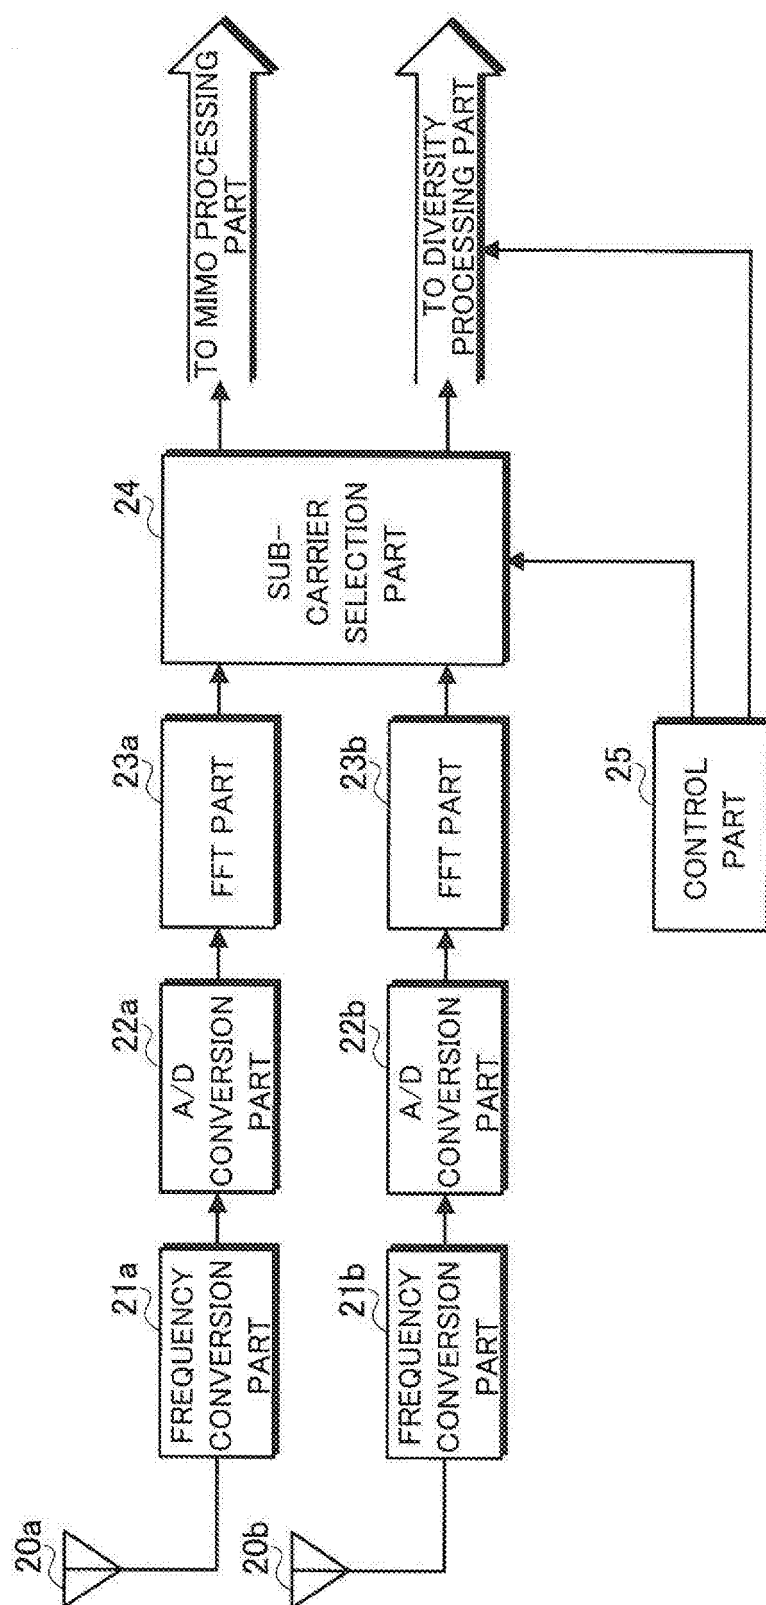 20a
21a
FREQUENCY
CONVERSION
PART
22a
A/D
CONVERSION
PART
23a
FFT PART
24
SUB-
CARRIER
SELECTION
PART
TO MIMO PROCESSING
PART
20b
21b
FREQUENCY
CONVERSION
PART
22b
A/D
CONVERSION
PART
23b
FFT PART
TO DIVERSITY
PROCESSING PART
25
CONTROL
PART